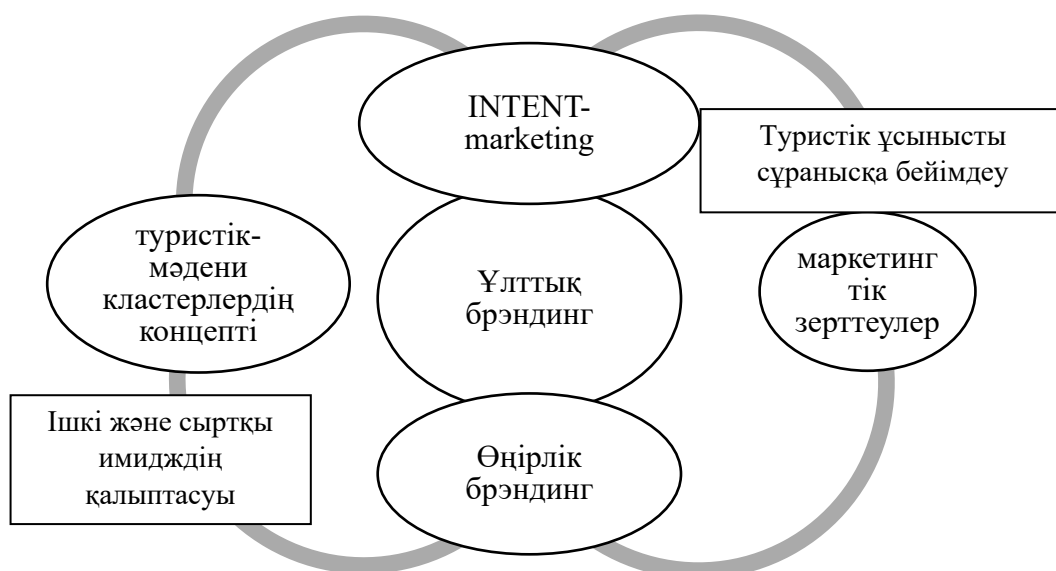 INTENT-
marketing
Туристік ұсынысты
сұранысқа бейімдеу
туристік-
мәдени
кластерлердің
концепті
Ұлттық
брэндинг
маркетинг
тік
зерттеулер
Ішкі және сыртқы
имидждің
қалыптасуы
Өңірлік
брэндинг